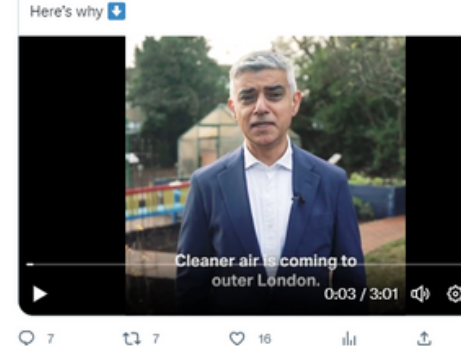 Here's why ⬇️
Cleaner air is coming to
outer London.
0:03 / 3:01
7
7
16